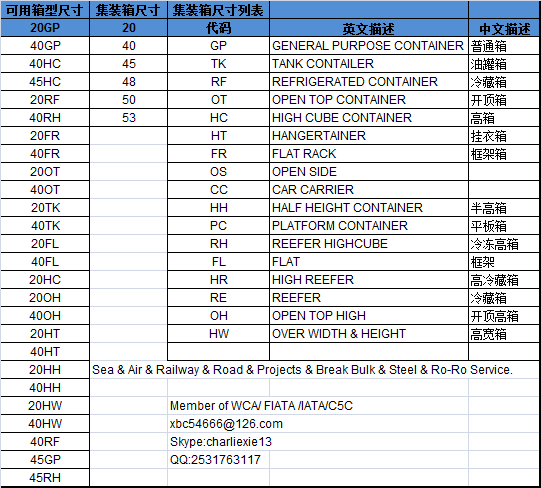 可用箱型尺寸 集装箱尺寸 集装箱尺寸列表
20GP 20 代码 英文描述 中文描述
40GP 40 GP GENERAL PURPOSE CONTAINER 普通箱
40HC 45 TK TANK CONTAILER 油罐箱
45HC 48 RF REFRIGERATED CONTAINER 冷藏箱
20RF 50 OT OPEN TOP CONTAINER 开顶箱
40RH 53 HC HIGH CUBE CONTAINER 高箱
20FR HT HANGERTAINER 挂衣箱
40FR FR FLAT RACK 框架箱
20OT OS OPEN SIDE
40OT CC CAR CARRIER
20TK HH HALF HEIGHT CONTAINER 半高箱
40TK PC PLATFORM CONTAINER 平板箱
20FL RH REEFER HIGHCUBE 冷冻高箱
40FL FL FLAT 框架
20HC HR HIGH REEFER 高冷藏箱
20OH RE REEFER 冷藏箱
40OH OH OPEN TOP HIGH 开顶高箱
20HT HW OVER WIDTH & HEIGHT 高宽箱
40HT
20HH Sea & Air & Railway & Road & Projects & Break Bulk & Steel & Ro-Ro Service.
40HH
20HW Member of WCA/ FIATA /IATA/C5C
40HW xbc54666@126.com
40RF Skype:charliexie13
45GP QQ:2531763117
45RH